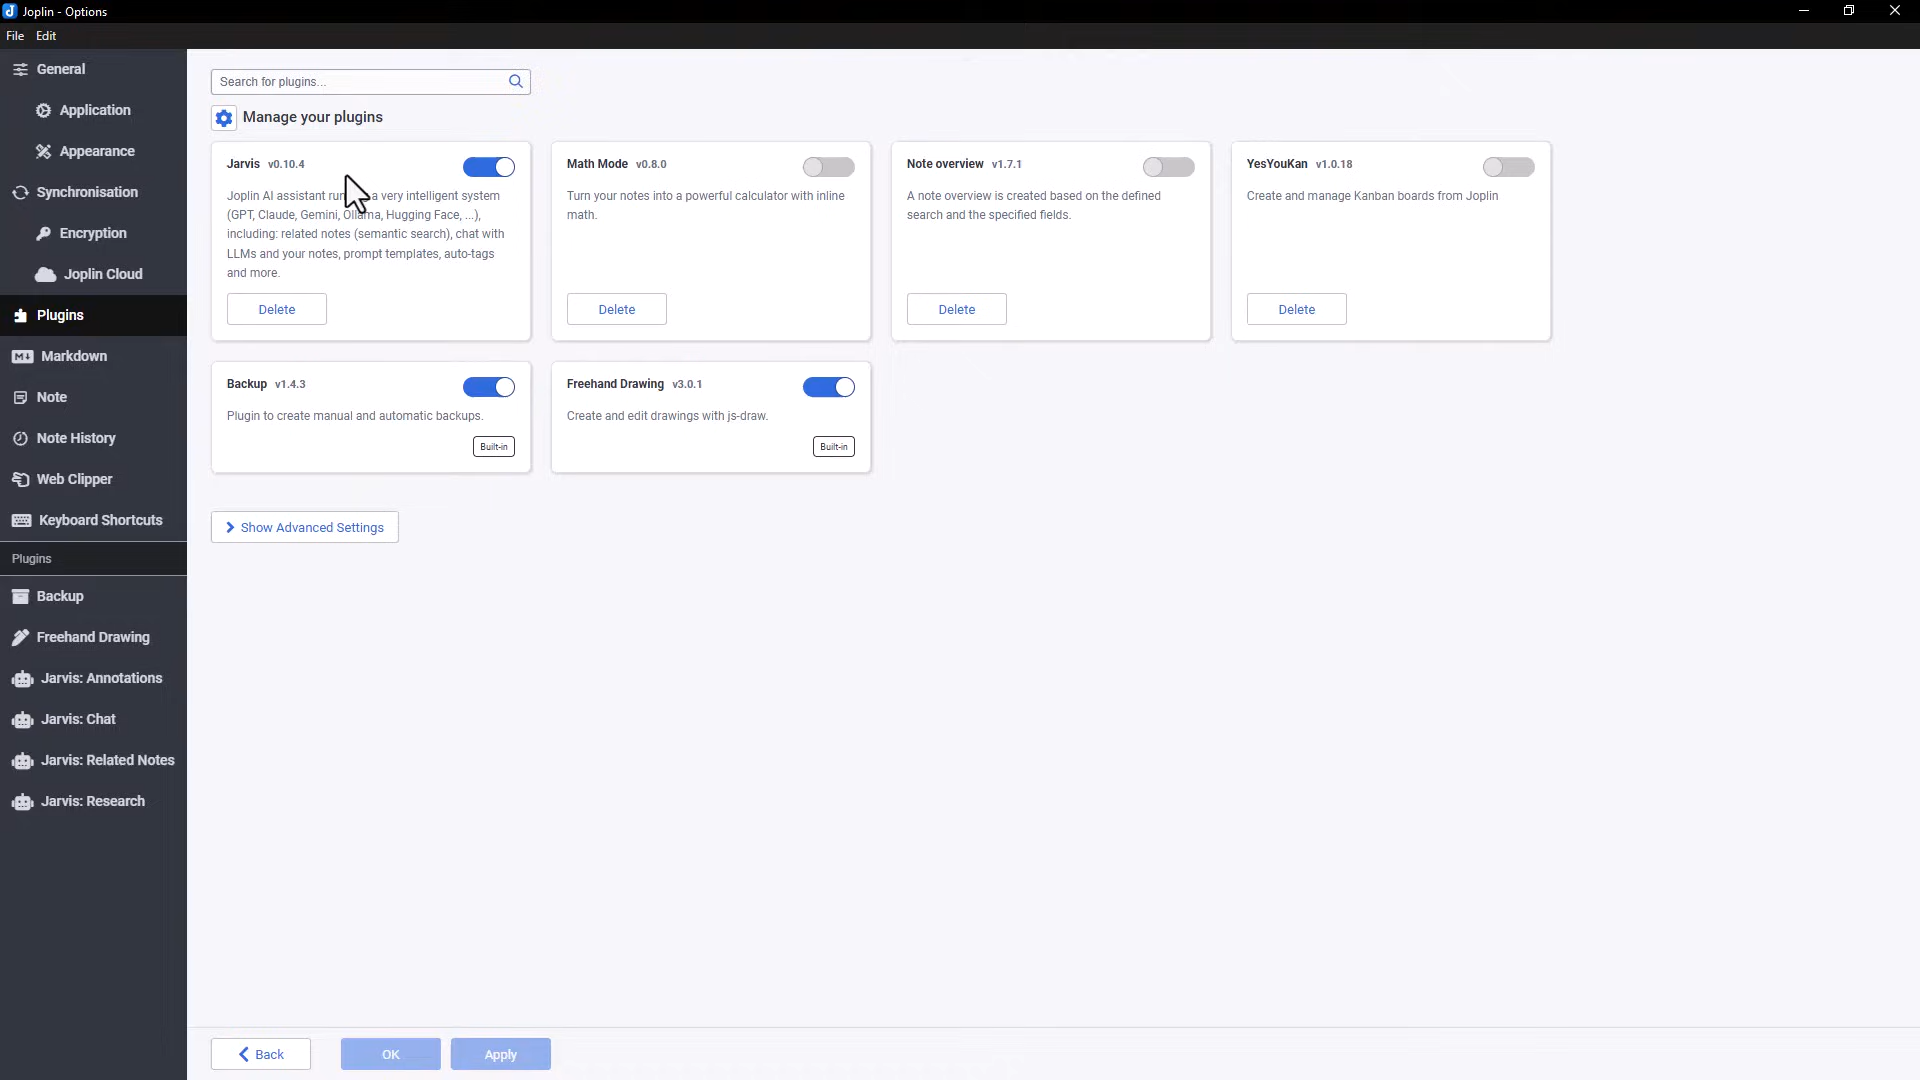 Joplin - Options
File Edit
General
Application
Appearance
Synchronisation
Encryption
Joplin Cloud
Plugins
Markdown
Note
Note History
Web Clipper
Keyboard Shortcuts
Plugins
Backup
Freehand Drawing
Jarvis: Annotations
Jarvis: Chat
Jarvis: Related Notes
Jarvis: Research
Search for plugins...
Manage your plugins
Jarvis v0.10.4
Joplin AI assistant a very intelligent system
(GPT, Claude, Gemini, Ollama, Hugging Face, ...),
including: related notes (semantic search), chat with
LLMs and your notes, prompt templates, auto-tags
and more.
Delete
Math Mode v0.8.0
Turn your notes into a powerful calculator with inline
math.
Delete
Note overview v1.7.1
A note overview is created based on the defined
search and the specified fields.
Delete
YesYouKan v1.0.18
Create and manage Kanban boards from Joplin
Delete
Backup v1.4.3
Plugin to create manual and automatic backups.
Built-in
Freehand Drawing v3.0.1
Create and edit drawings with js-draw.
Built-in
Show Advanced Settings
Back
OK
Apply